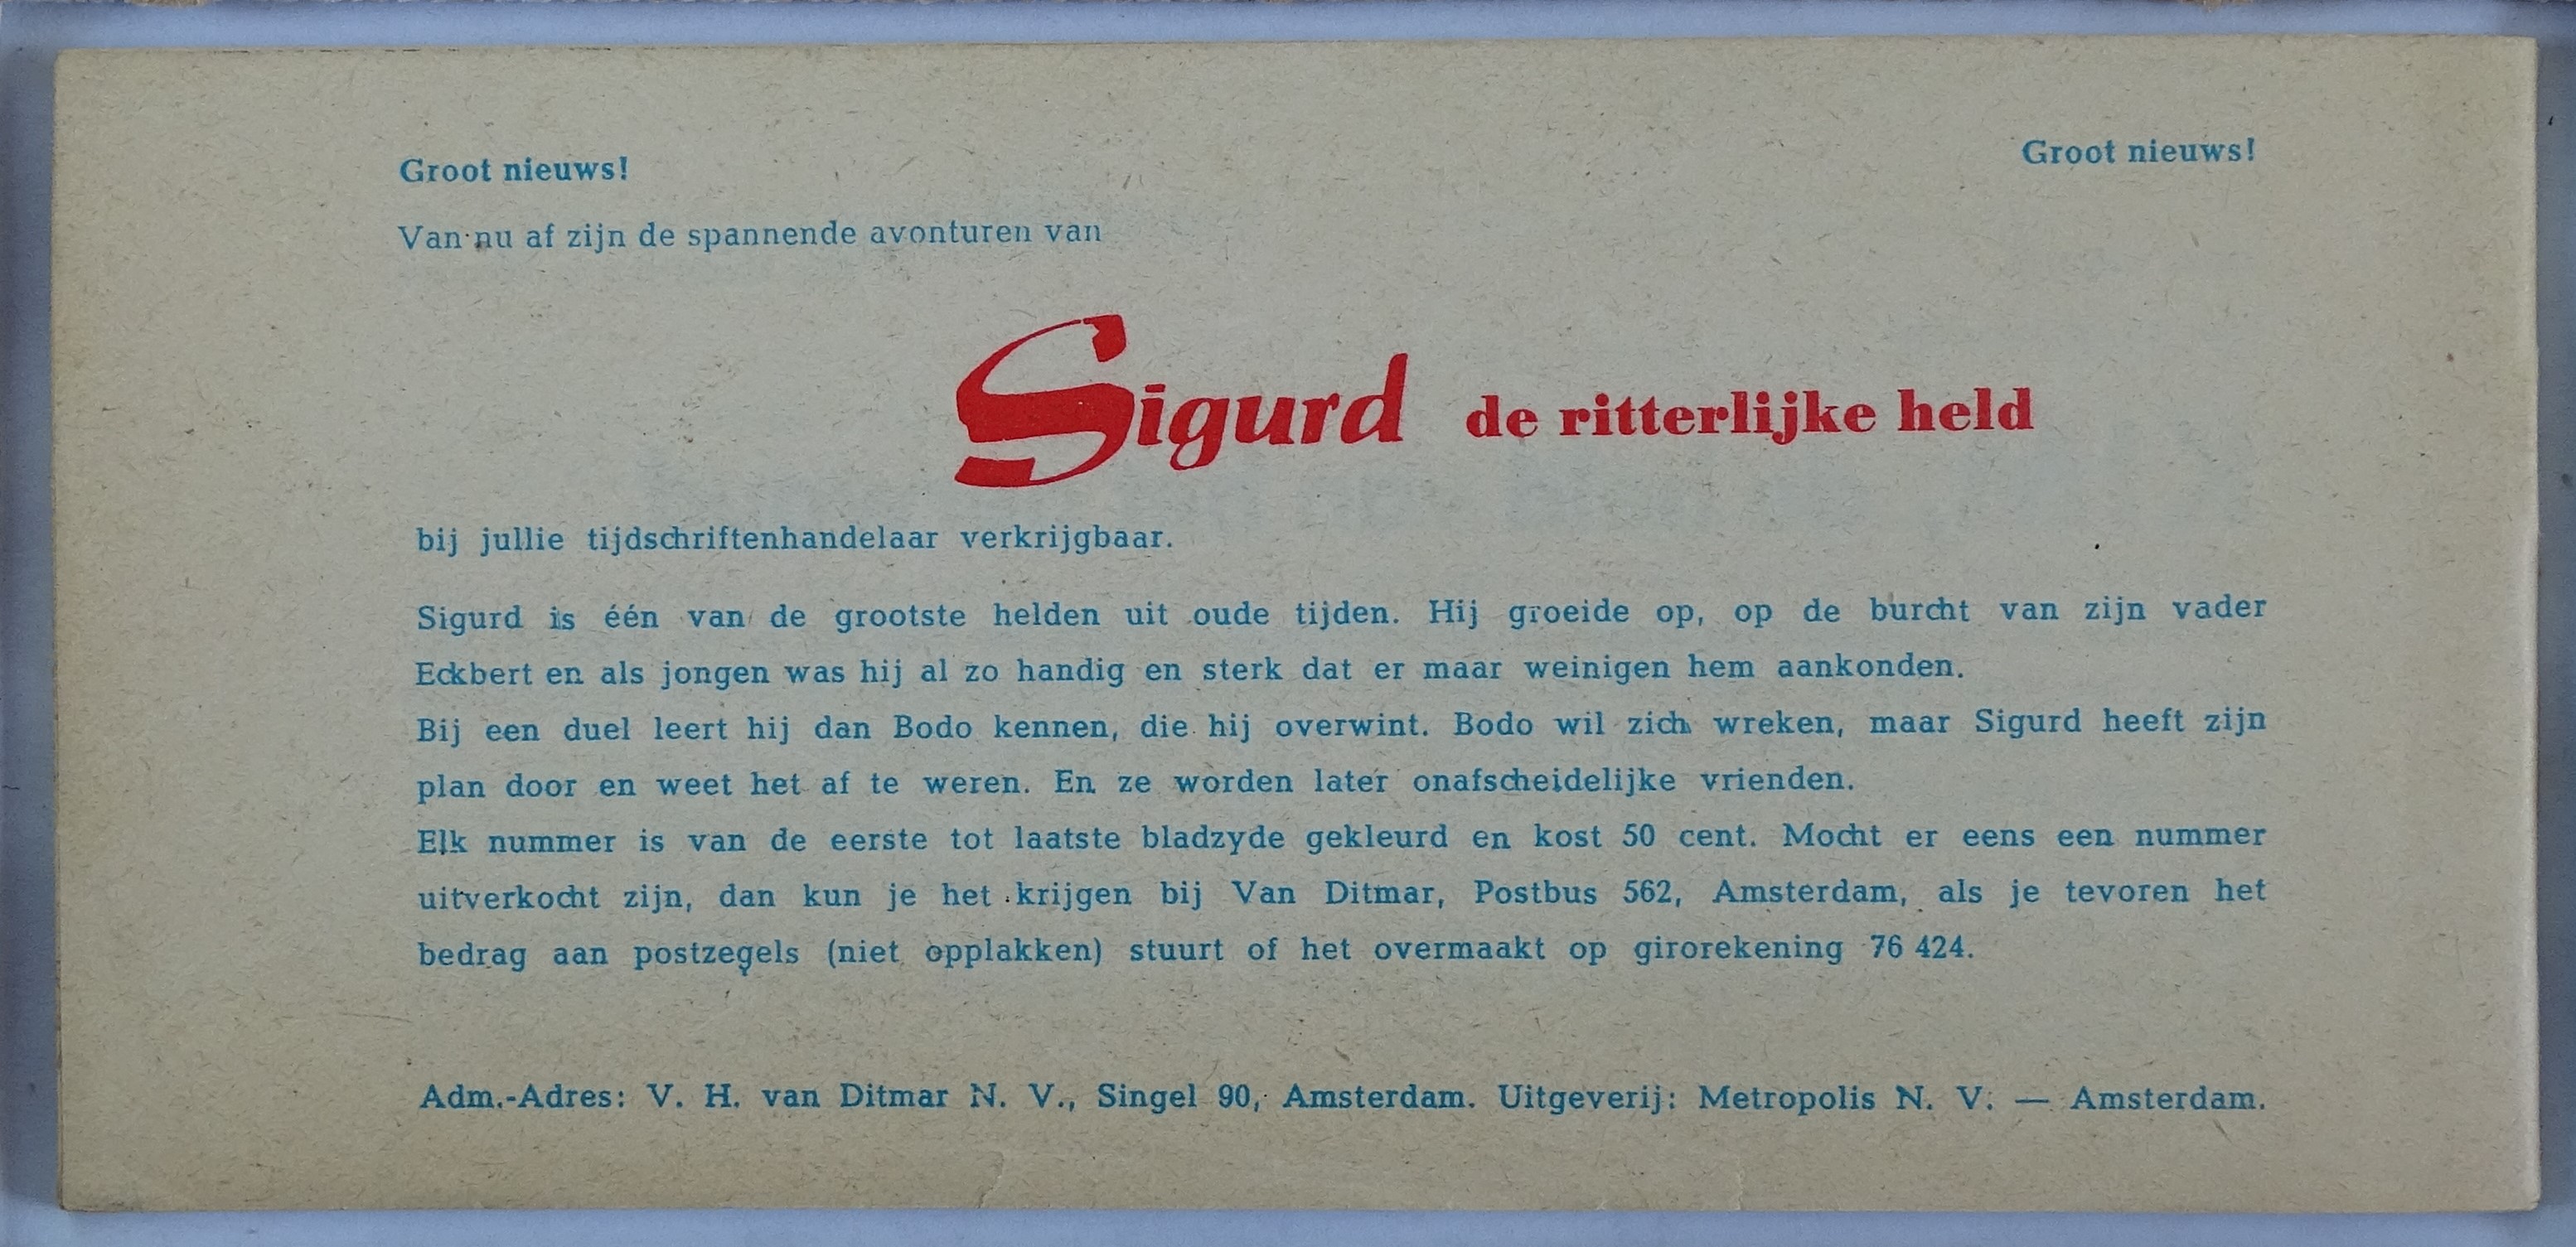 Groot nieuws! Groot nieuws!
Van nu af zijn de spannende avonturen van
Sigurd de ritterlijke held
bij jullie tijdschriftenhandelaar verkrijgbaar.
Sigurd is één van de grootste helden uit oude tijden. Hij groeide op, op de burcht van zijn vader
Eckbert en als jongen was hij al zo handig en sterk dat er maar weinigen hem aankonden.
Bij een duel leert hij dan Bodo kennen, die hij overwint. Bodo wil zich wreken, maar Sigurd heeft zijn
plan door en weet het af te weren. En ze worden later onafscheidelijke vrienden.
Elk nummer is van de eerste tot laatste bladzyde gekleurd en kost 50 cent. Mocht er eens een nummer
uitverkocht zijn, dan kun je het krijgen bij Van Ditmar, Postbus 562, Amsterdam, als je tevoren het
bedrag aan postzegels (niet opplakken) stuurt of het overmaakt op girorekening 76 424.
Adm.-Adres: V. H. van Ditmar N. V., Singel 90, Amsterdam. Uitgeverij: Metropolis N. V. — Amsterdam.